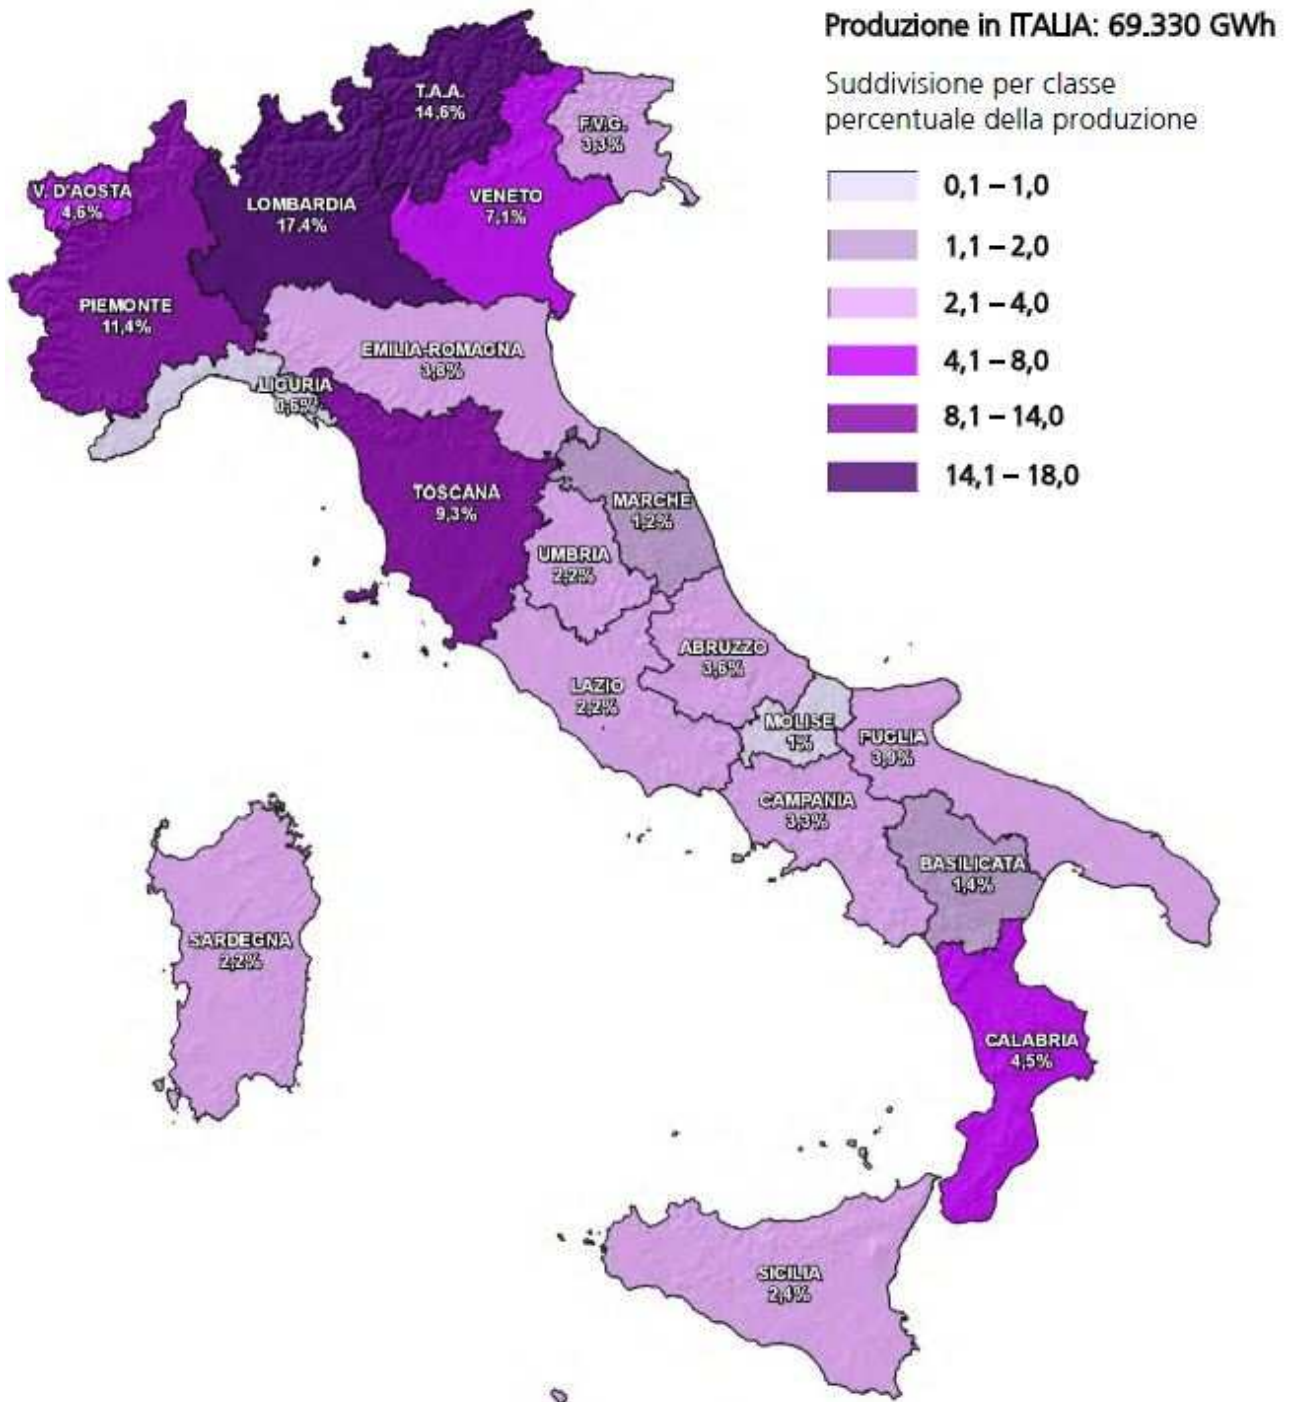 Produzione in ITALIA: 69.330 GWh
Suddivisione per classe
percentuale della produzione
0,1 – 1,0
1,1 – 2,0
2,1 – 4,0
4,1 – 8,0
8,1 – 14,0
14,1 – 18,0
T.A.A.
14,6%
F.V.G.
3,3%
V. D'AOSTA
4,6%
LOMBARDIA
17.4%
VENETO
7,1%
PIEMONTE
11,4%
EMILIA-ROMAGNA
3,8%
LIGURIA
0,6%
TOSCANA
9,3%
MARCHE
1,2%
UMBRIA
2,2%
ABRUZZO
3,6%
LAZIO
2,2%
MOLISE
1%
PUGLIA
3,9%
CAMPANIA
3,3%
BASILICATA
1,4%
SARDEGNA
2,2%
CALABRIA
4,5%
SICILIA
2,4%